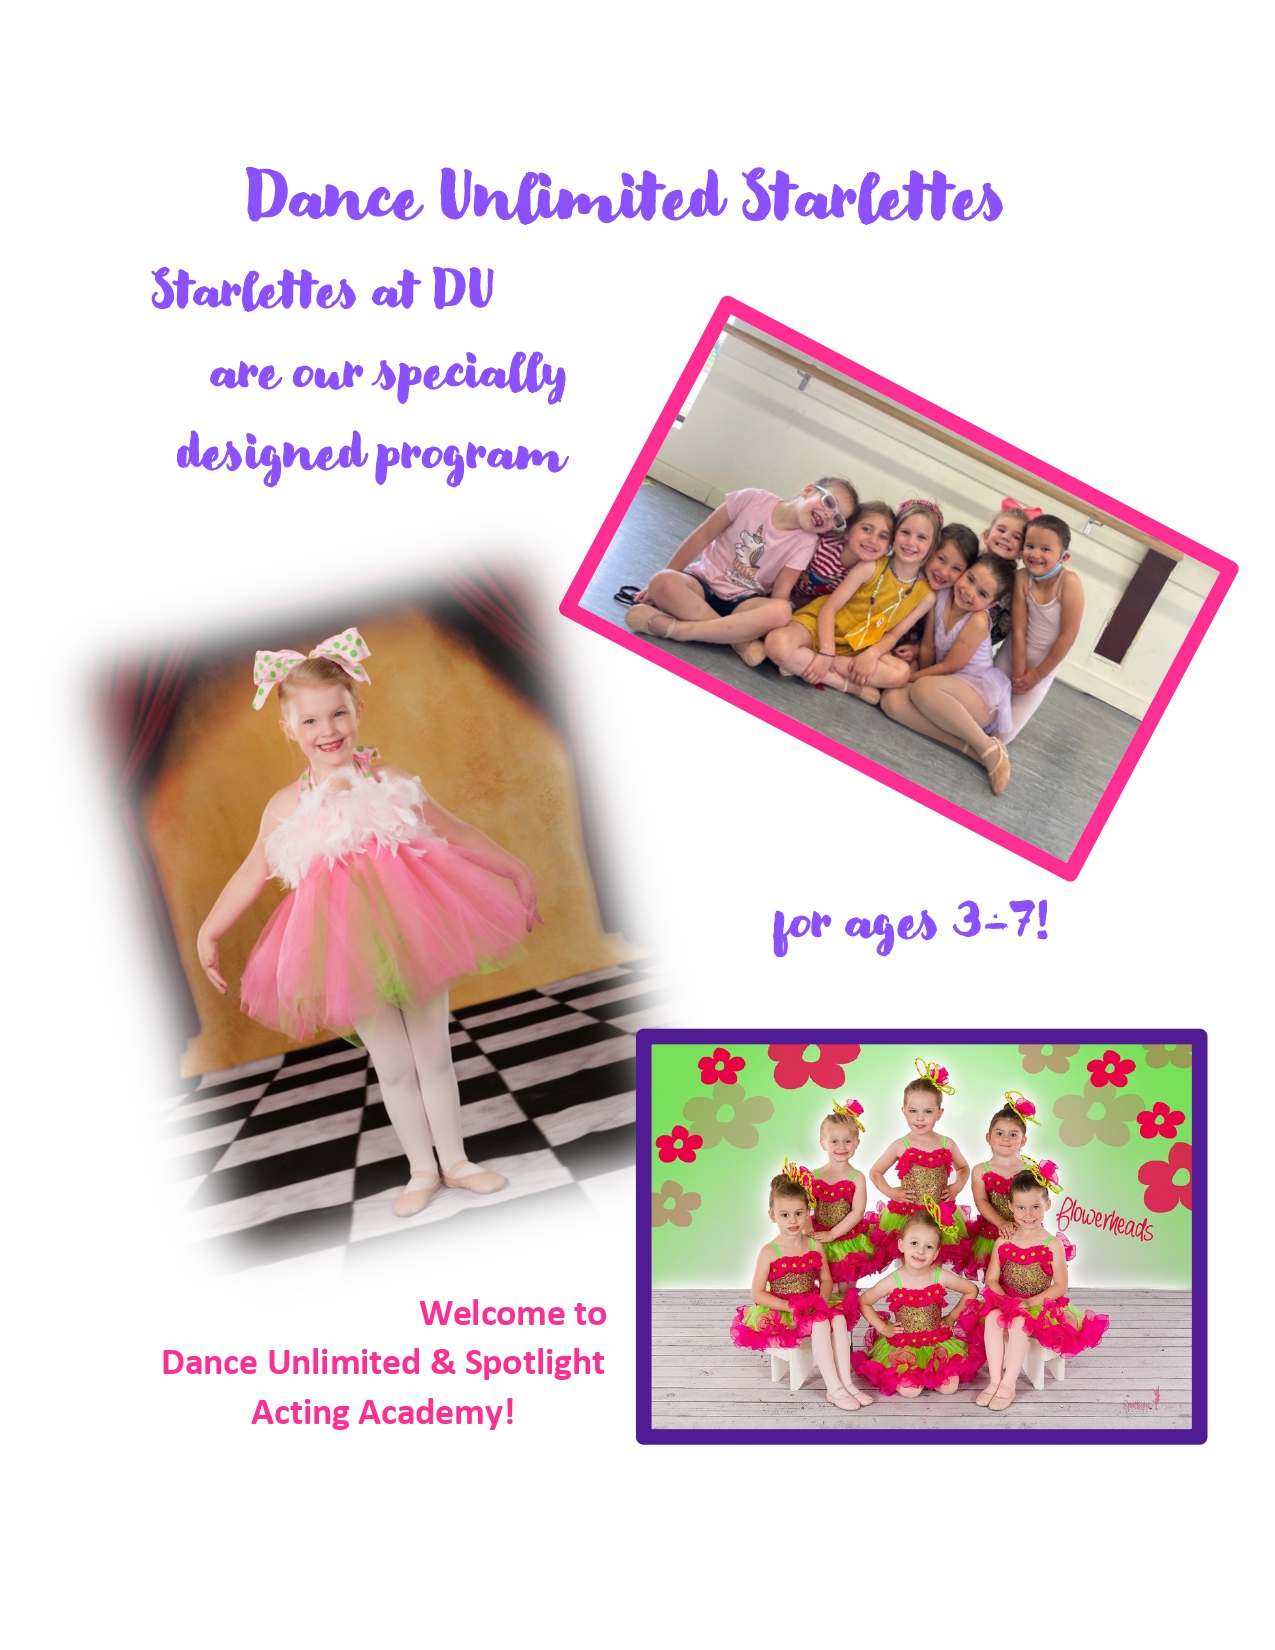 Dance Unlimited Starlettes
Starlettes at DU
are our specially
designed program
for ages 3-7!
flowerheads
Spotlight
Welcome to
Dance Unlimited & Spotlight
Acting Academy!